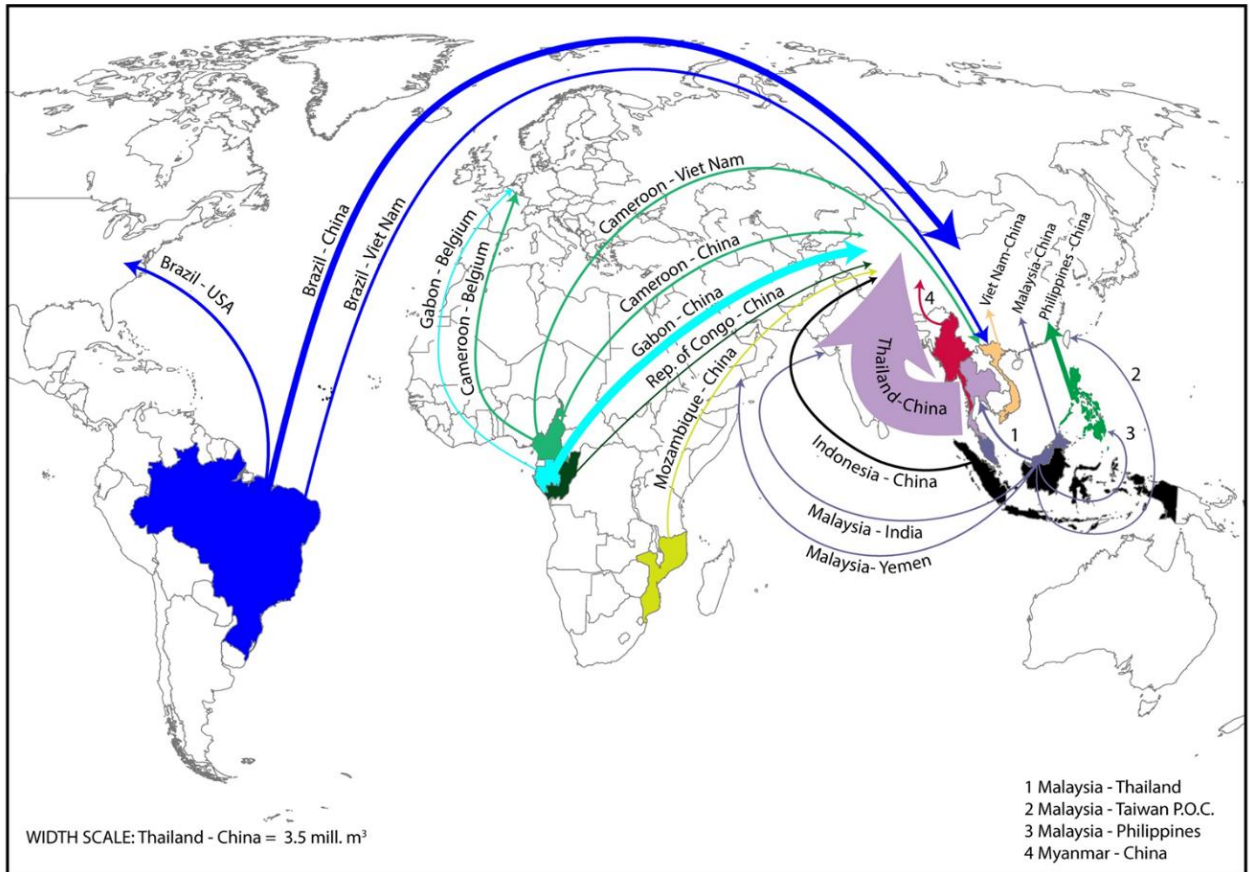 Brazil - USA
Brazil - China
Brazil - Viet Nam
Gabon - Belgium
Cameroon - Belgium
Cameroon - Viet Nam
Cameroon - China
Gabon - China
Rep. of Congo - China
Mozambique - China
Indonesia - China
Malaysia - India
Malaysia- Yemen
Thailand-China
4
Viet Nam-China
Malaysia-China
Philippines-China
2
1
3
WIDTH SCALE: Thailand - China = 3.5 mill. m³
1 Malaysia - Thailand
2 Malaysia - Taiwan P.O.C.
3 Malaysia - Philippines
4 Myanmar - China